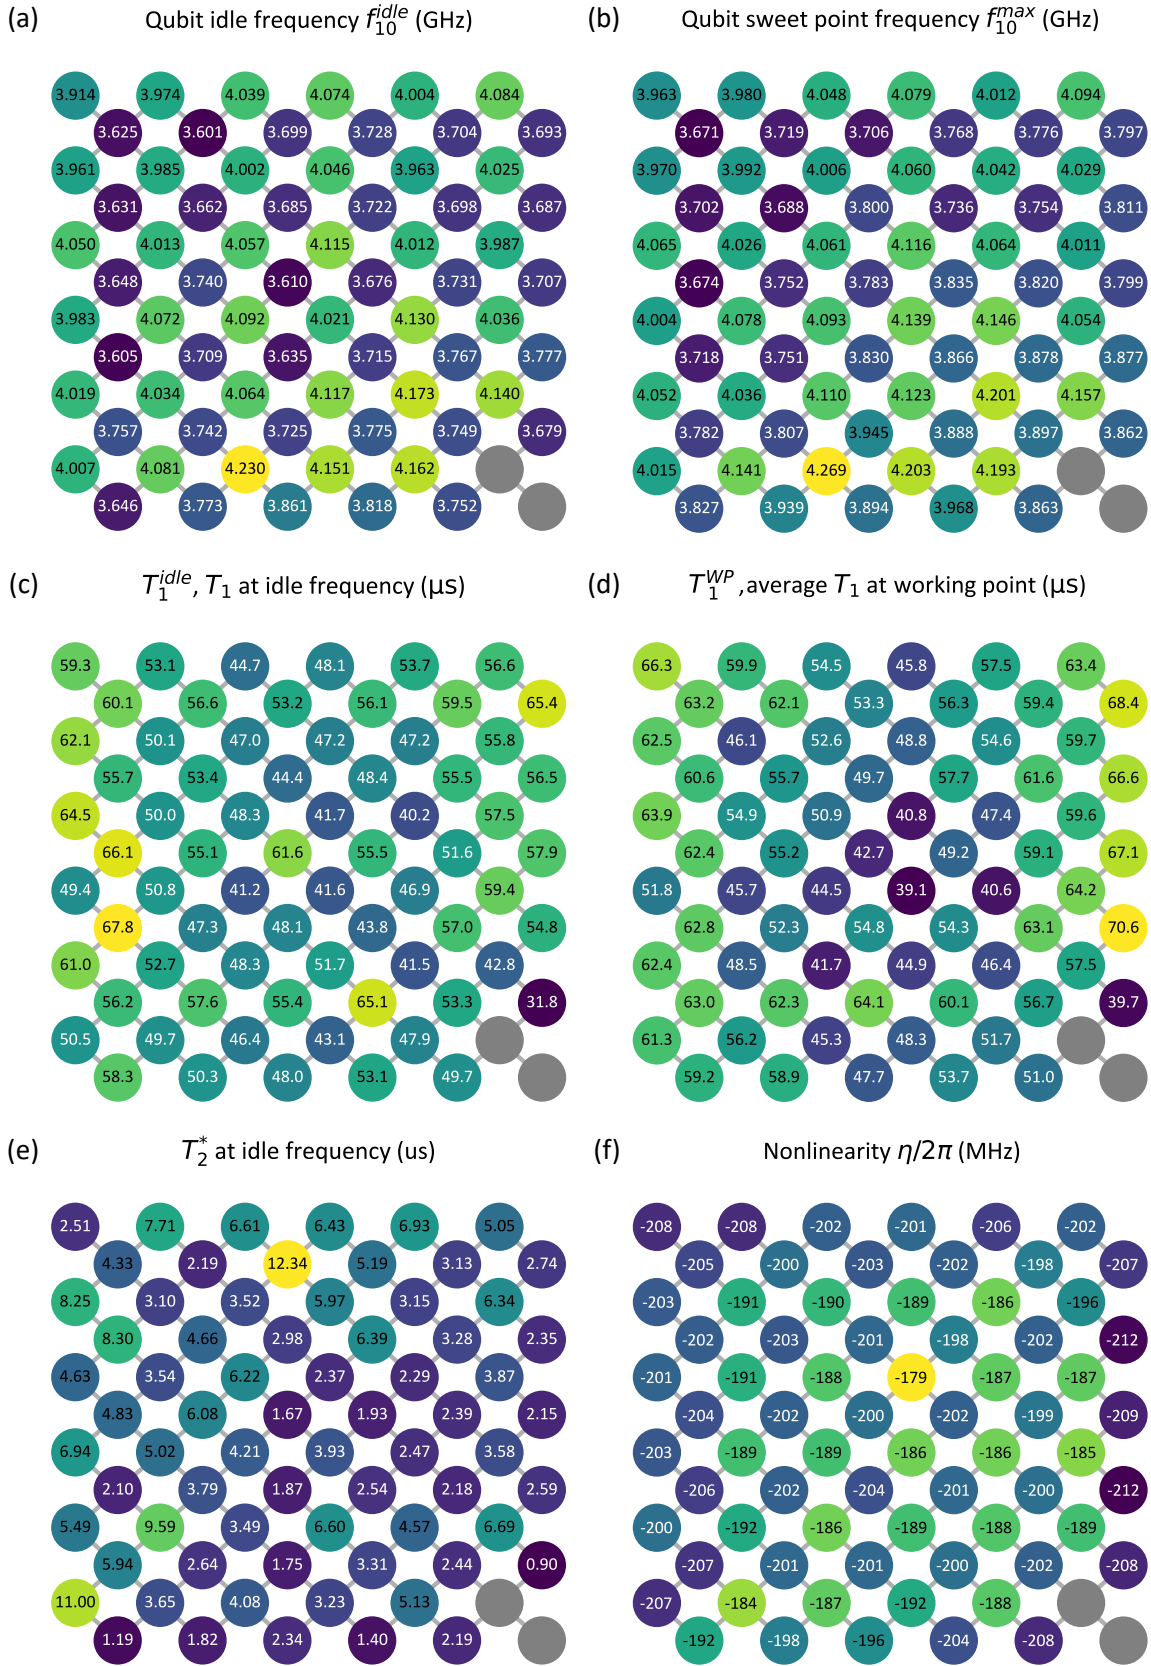 (a) Qubit idle frequency f_10^idle (GHz)
3.914 3.974 4.039 4.074 4.004 4.084
3.625 3.601 3.699 3.728 3.704 3.693
3.961 3.985 4.002 4.046 3.963 4.025
3.631 3.662 3.685 3.722 3.698 3.687
4.050 4.013 4.057 4.115 4.012 3.987
3.648 3.740 3.610 3.676 3.731 3.707
3.983 4.072 4.092 4.021 4.130 4.036
3.605 3.709 3.635 3.715 3.767 3.777
4.019 4.034 4.064 4.117 4.173 4.140
3.757 3.742 3.725 3.775 3.749 3.679
4.007 4.081 4.230 4.151 4.162
3.646 3.773 3.861 3.818 3.752
(b) Qubit sweet point frequency f_10^max (GHz)
3.963 3.980 4.048 4.079 4.012 4.094
3.671 3.719 3.706 3.768 3.776 3.797
3.970 3.992 4.006 4.060 4.042 4.029
3.702 3.688 3.800 3.736 3.754 3.811
4.065 4.026 4.061 4.116 4.064 4.011
3.674 3.752 3.783 3.835 3.820 3.799
4.004 4.078 4.093 4.139 4.146 4.054
3.718 3.751 3.830 3.866 3.878 3.877
4.052 4.036 4.110 4.123 4.201 4.157
3.782 3.807 3.945 3.888 3.897 3.862
4.015 4.141 4.269 4.203 4.193
3.827 3.939 3.894 3.968 3.863
(c) T_1^idle, T_1 at idle frequency (μs)
59.3 53.1 44.7 48.1 53.7 56.6
60.1 56.6 53.2 56.1 59.5 65.4
62.1 50.1 47.0 47.2 47.2 55.8
55.7 53.4 44.4 48.4 55.5 56.5
64.5 50.0 48.3 41.7 40.2 57.5
66.1 55.1 61.6 55.5 51.6 57.9
49.4 50.8 41.2 41.6 46.9 59.4
67.8 47.3 48.1 43.8 57.0 54.8
61.0 52.7 48.3 51.7 41.5 42.8
56.2 57.6 55.4 65.1 53.3 31.8
50.5 49.7 46.4 43.1 47.9
58.3 50.3 48.0 53.1 49.7
(d) T_1^WP, average T_1 at working point (μs)
66.3 59.9 54.5 45.8 57.5 63.4
63.2 62.1 53.3 56.3 59.4 68.4
62.5 46.1 52.6 48.8 54.6 59.7
60.6 55.7 49.7 57.7 61.6 66.6
63.9 54.9 50.9 40.8 47.4 59.6
62.4 55.2 42.7 49.2 59.1 67.1
51.8 45.7 44.5 39.1 40.6 64.2
62.8 52.3 54.8 54.3 63.1 70.6
62.4 48.5 41.7 44.9 46.4 57.5
63.0 62.3 64.1 60.1 56.7 39.7
61.3 56.2 45.3 48.3 51.7
59.2 58.9 47.7 53.7 51.0
(e) T_2^* at idle frequency (us)
2.51 7.71 6.61 6.43 6.93 5.05
4.33 2.19 12.34 5.19 3.13 2.74
8.25 3.10 3.52 5.97 3.15 6.34
8.30 4.66 2.98 6.39 3.28 2.35
4.63 3.54 6.22 2.37 2.29 3.87
4.83 6.08 1.67 1.93 2.39 2.15
6.94 5.02 4.21 3.93 2.47 3.58
2.10 3.79 1.87 2.54 2.18 2.59
5.49 9.59 3.49 6.60 4.57 6.69
5.94 2.64 1.75 3.31 2.44 0.90
11.00 3.65 4.08 3.23 5.13
1.19 1.82 2.34 1.40 2.19
(f) Nonlinearity η/2π (MHz)
-208 -208 -202 -201 -206 -202
-205 -200 -203 -202 -198 -207
-203 -191 -190 -189 -186 -196
-202 -203 -201 -198 -202 -212
-201 -191 -188 -179 -187 -187
-204 -202 -200 -202 -199 -209
-203 -189 -189 -186 -186 -185
-206 -202 -204 -201 -200 -212
-200 -192 -186 -189 -188 -189
-207 -201 -201 -200 -202 -208
-207 -184 -187 -192 -188
-192 -198 -196 -204 -208